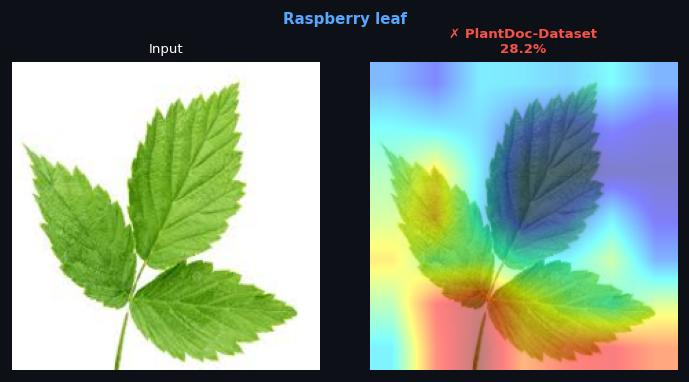 Raspberry leaf
Input
✗ PlantDoc-Dataset
28.2%